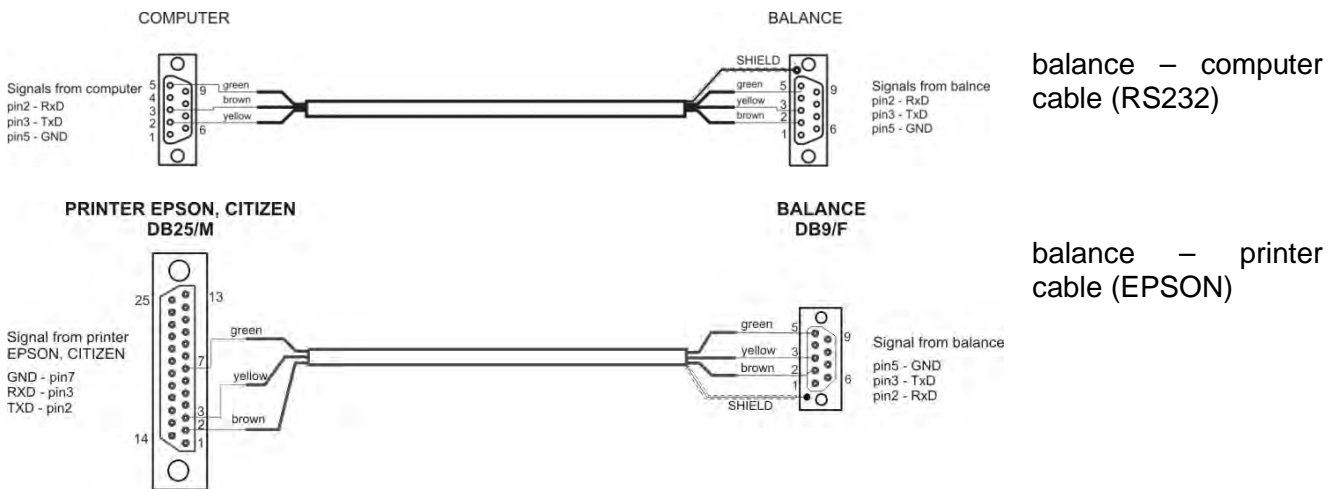 COMPUTER
BALANCE
SHIELD
Signals from computer
pin2 - RxD
pin3 - TxD
pin5 - GND
5
4
3
2
1
9
6
green
brown
yellow
green
yellow
brown
5
3
2
1
9
6
Signals from balnce
pin2 - RxD
pin3 - TxD
pin5 - GND
balance – computer
cable (RS232)
PRINTER EPSON, CITIZEN
DB25/M
BALANCE
DB9/F
25
13
7
3
2
1
14
Signal from printer
EPSON, CITIZEN
GND - pin7
RXD - pin3
TXD - pin2
green
yellow
brown
green
yellow
brown
SHIELD
5
3
2
1
9
6
Signal from balance
pin5 - GND
pin3 - TxD
pin2 - RxD
balance – printer
cable (EPSON)